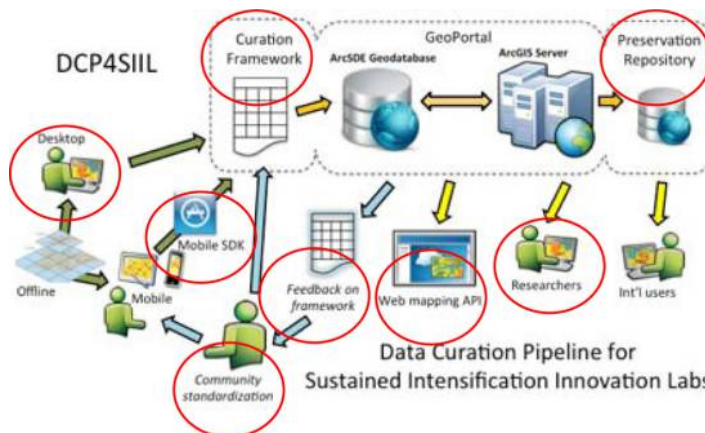 DCP4SIIL
Curation
Framework
GeoPortal
ArcSDE Geodatabase
ArcGIS Server
Preservation
Repository
Desktop
Mobile SDK
Offline
Mobile
Feedback on
framework
Web mapping API
Researchers
Int'l users
Community
standardization
Data Curation Pipeline for
Sustained Intensification Innovation Labs